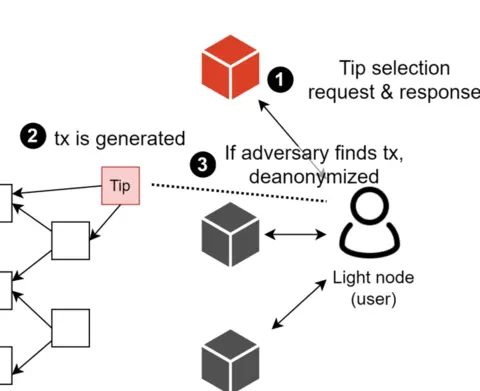 1
Tip selection
request & response
2 tx is generated
3 If adversary finds tx,
deanonymized
Tip
Light node
(user)